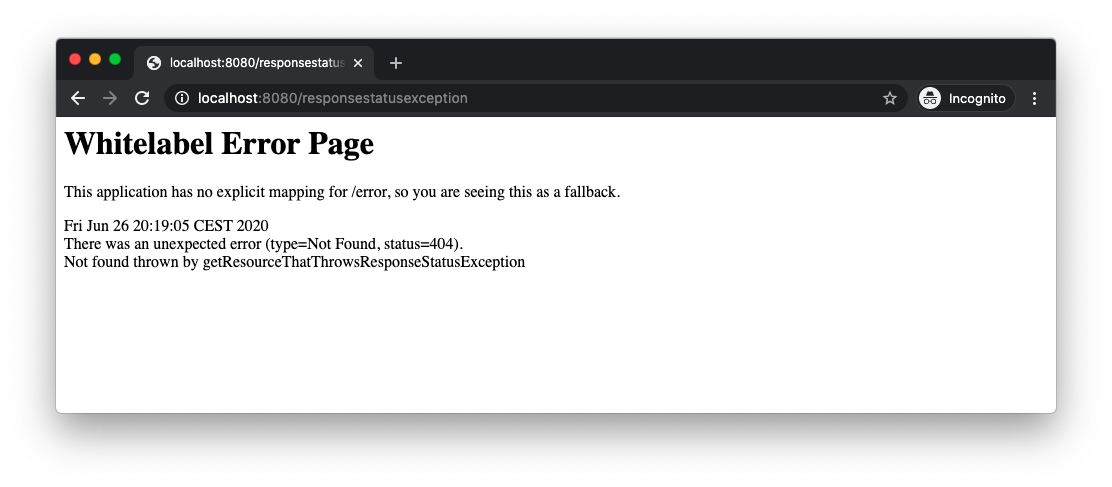 localhost:8080/responsestatus
localhost:8080/responsestatusexception
Incognito
Whitelabel Error Page
This application has no explicit mapping for /error, so you are seeing this as a fallback.
Fri Jun 26 20:19:05 CEST 2020
There was an unexpected error (type=Not Found, status=404).
Not found thrown by getResourceThatThrowsResponseStatusException